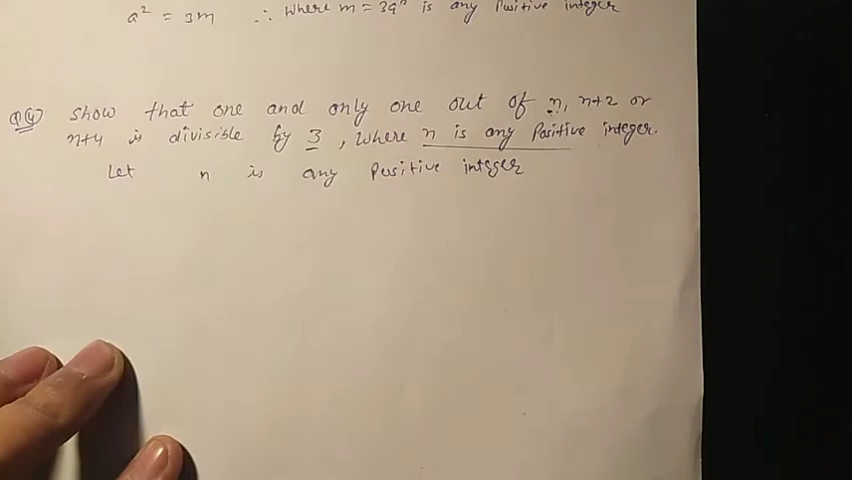 a² = 3m ∴ where m = 3qⁿ is any Positive integer
Q(4) show that one and only one out of n, n+2 or
n+4 is divisible by 3, where n is any Positive integer.
Let n is any Positive integer